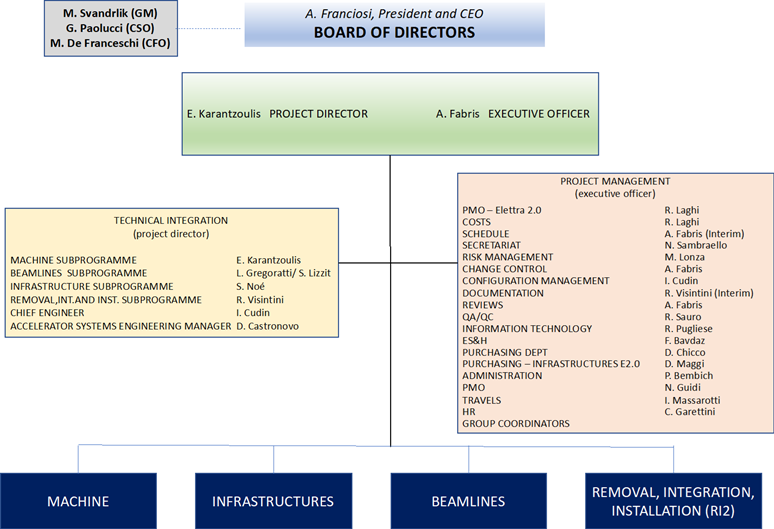 M. Svandrlik (GM)
G. Paolucci (CSO)
M. De Franceschi (CFO)
A. Franciosi, President and CEO
BOARD OF DIRECTORS
E. Karantzoulis PROJECT DIRECTOR
A. Fabris EXECUTIVE OFFICER
TECHNICAL INTEGRATION
(project director)
MACHINE SUBPROGRAMME E. Karantzoulis
BEAMLINES SUBPROGRAMME L. Gregoratti/ S. Lizzit
INFRASTRUCTURE SUBPROGRAMME S. Noé
REMOVAL,INT.AND INST. SUBPROGRAMME R. Visintini
CHIEF ENGINEER I. Cudin
ACCELERATOR SYSTEMS ENGINEERING MANAGER D. Castronovo
PROJECT MANAGEMENT
(executive officer)
PMO – Elettra 2.0 R. Laghi
COSTS R. Laghi
SCHEDULE A. Fabris (Interim)
SECRETARIAT N. Sambraello
RISK MANAGEMENT M. Lonza
CHANGE CONTROL A. Fabris
CONFIGURATION MANAGEMENT I. Cudin
DOCUMENTATION R. Visintini (Interim)
REVIEWS A. Fabris
QA/QC R. Sauro
INFORMATION TECHNOLOGY R. Pugliese
ES&H F. Bavdaz
PURCHASING DEPT D. Chicco
PURCHASING – INFRASTRUCTURES E2.0 D. Maggi
ADMINISTRATION P. Bembich
PMO N. Guidi
TRAVELS I. Massarotti
HR C. Garettini
GROUP COORDINATORS
MACHINE
INFRASTRUCTURES
BEAMLINES
REMOVAL, INTEGRATION,
INSTALLATION (RI2)